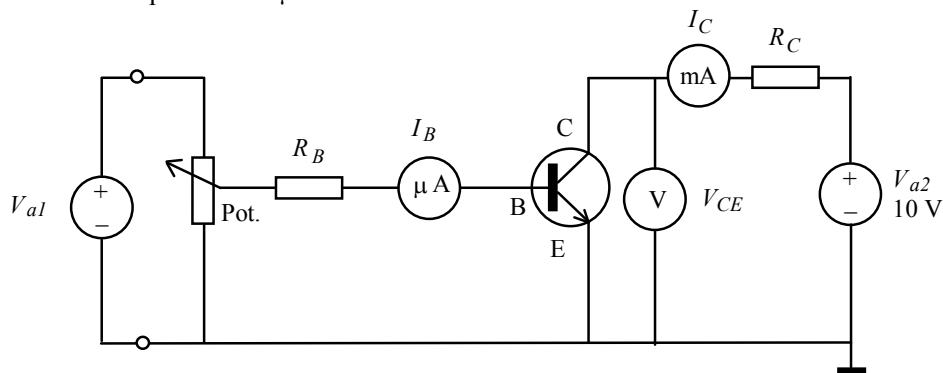 I_C
R_C
mA
C
I_B
R_B
+
V_a1
–
Pot.
μ A
B
E
V
V_CE
+
–
V_a2
10 V